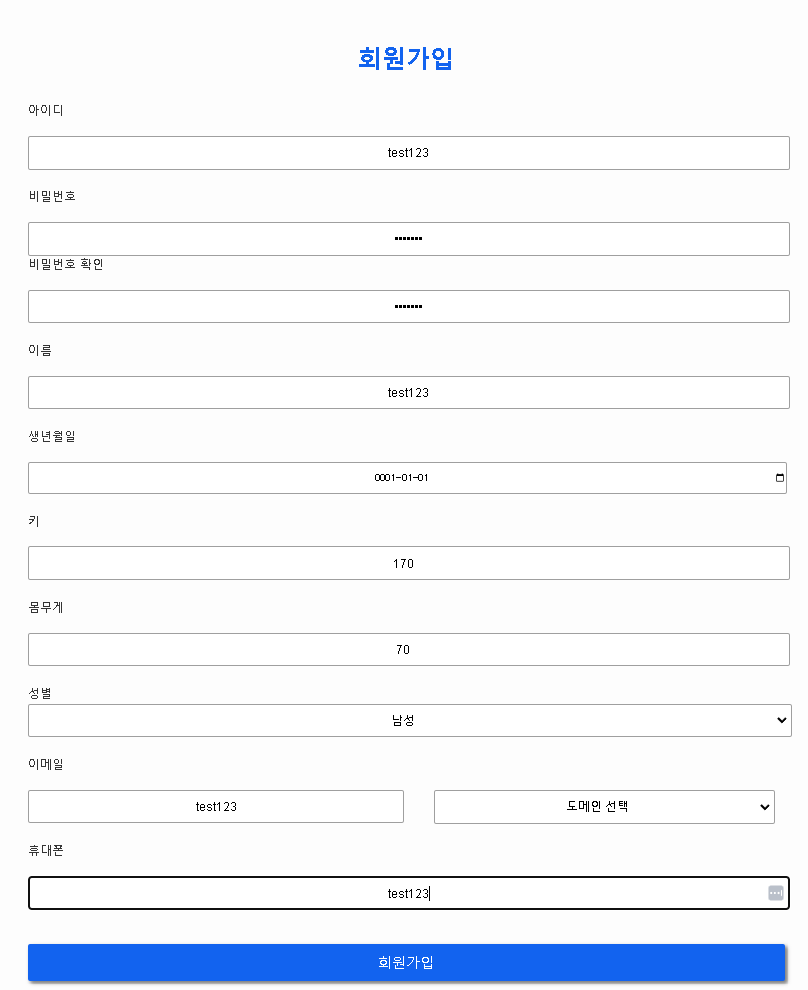 회원가입
아이디
test123
비밀번호
•••••••
비밀번호 확인
•••••••
이름
test123
생년월일
0001-01-01
키
170
몸무게
70
성별
남성
이메일
test123 도메인 선택
휴대폰
test123
회원가입